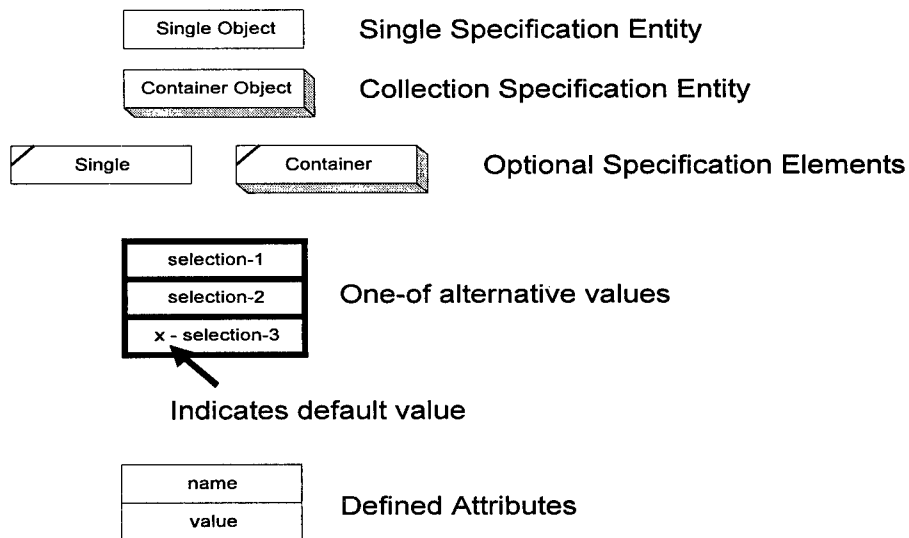 Single Object Single Specification Entity
Container Object Collection Specification Entity
Single Container Optional Specification Elements
selection-1
selection-2 One-of alternative values
x - selection-3
Indicates default value
name
Defined Attributes
value